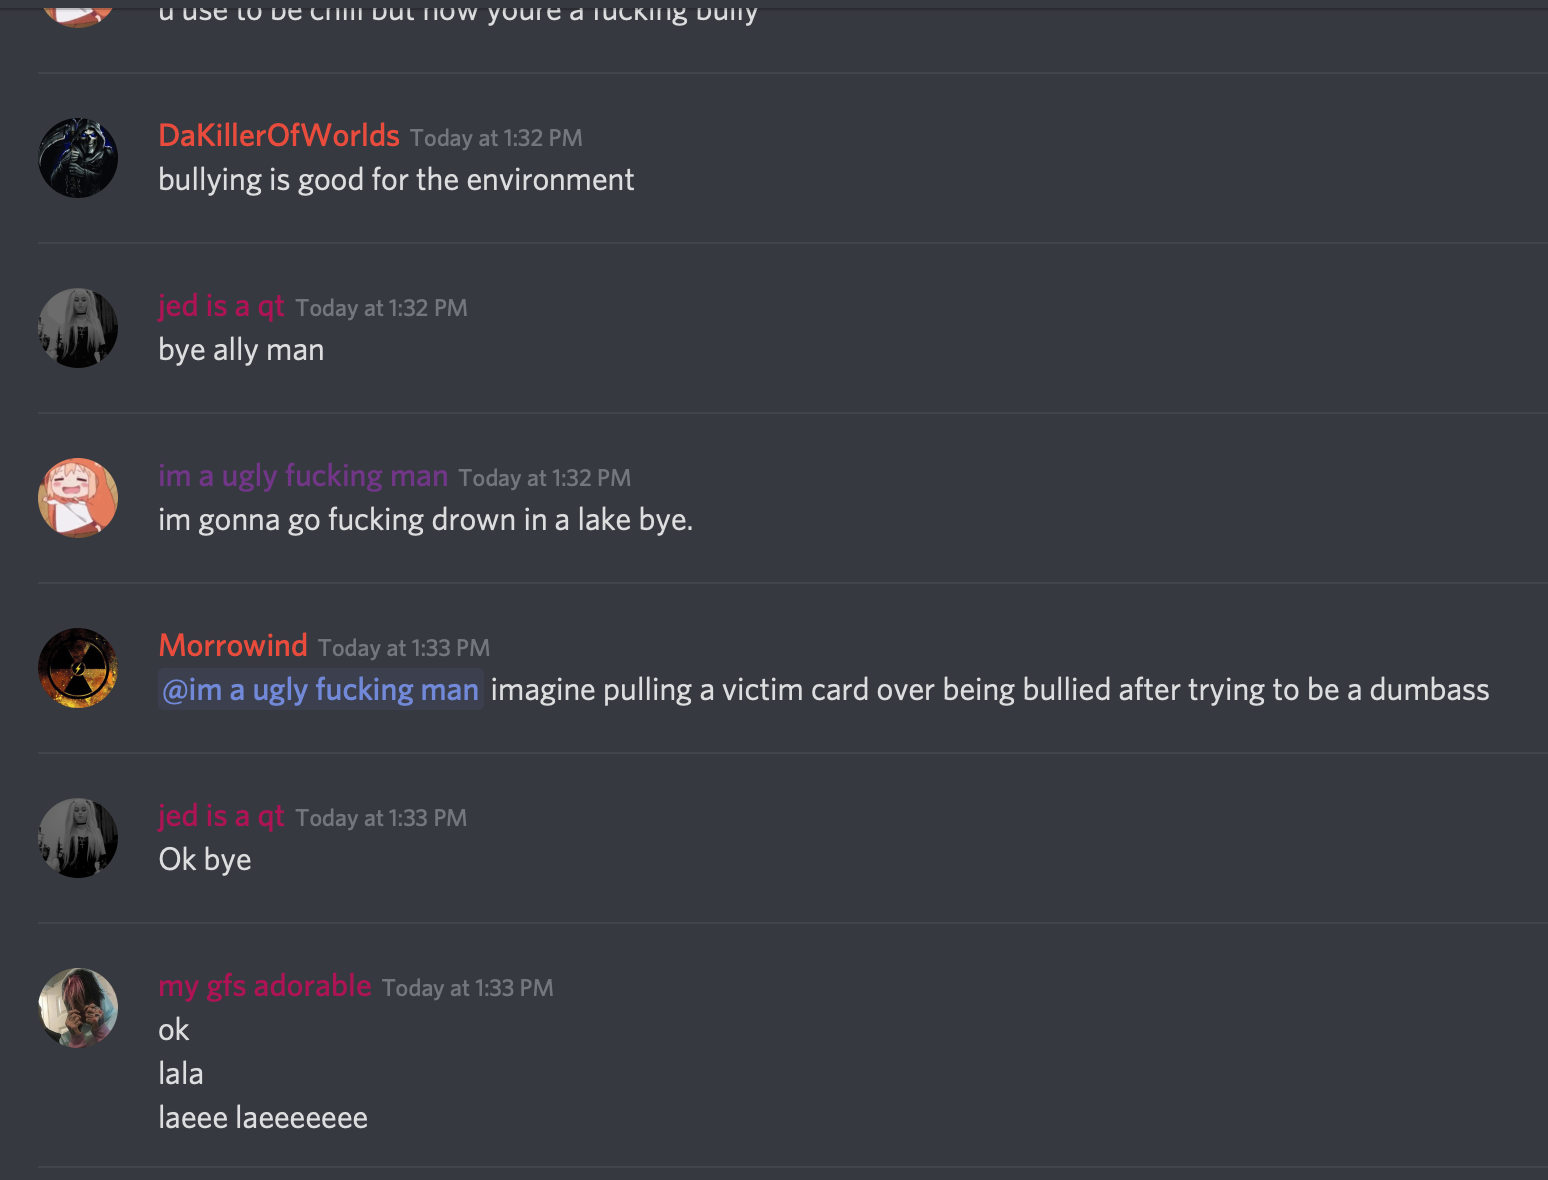 u use to be chill but now youre a fucking bully
DaKillerOfWorlds Today at 1:32 PM
bullying is good for the environment
jed is a qt Today at 1:32 PM
bye ally man
im a ugly fucking man Today at 1:32 PM
im gonna go fucking drown in a lake bye.
Morrowind Today at 1:33 PM
@im a ugly fucking man imagine pulling a victim card over being bullied after trying to be a dumbass
jed is a qt Today at 1:33 PM
Ok bye
my gfs adorable Today at 1:33 PM
ok
lala
laeee laeeeeeee